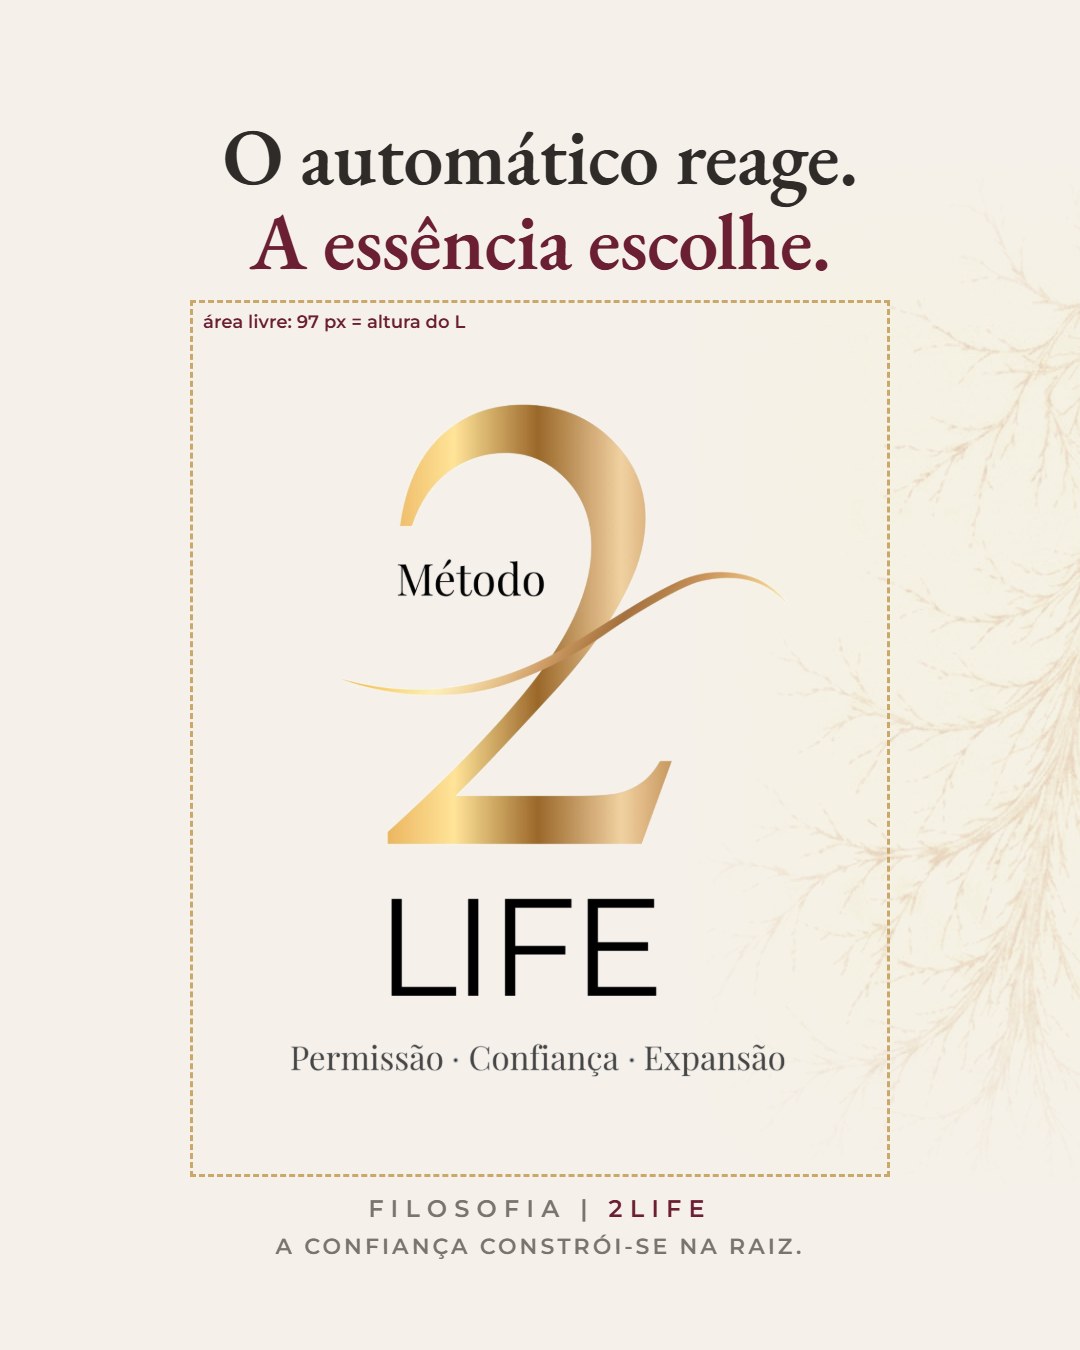 O automático reage.
A essência escolhe.
área livre: 97 px = altura do L
2
Método
LIFE
Permissão · Confiança · Expansão
FILOSOFIA | 2LIFE
A CONFIANÇA CONSTRÓI-SE NA RAIZ.